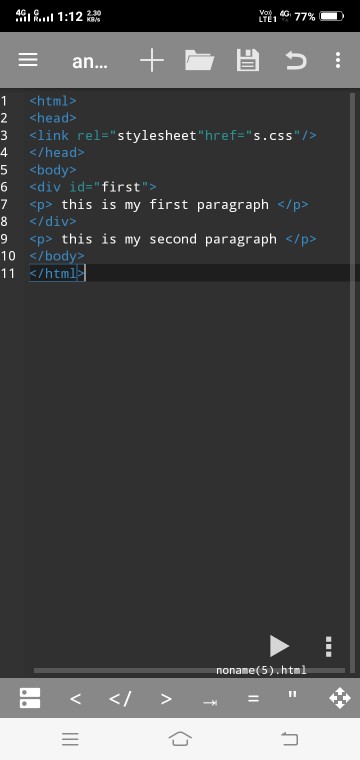 4G G R 1:12 2.30 KB/s Vo) LTE1 4G 77%
an...
1 <html>
2 <head>
3 <link rel="stylesheet"href="s.css"/>
4 </head>
5 <body>
6 <div id="first">
7 <p> this is my first paragraph </p>
8 </div>
9 <p> this is my second paragraph </p>
10 </body>
11 </html>
noname(5).html
< </ > = "